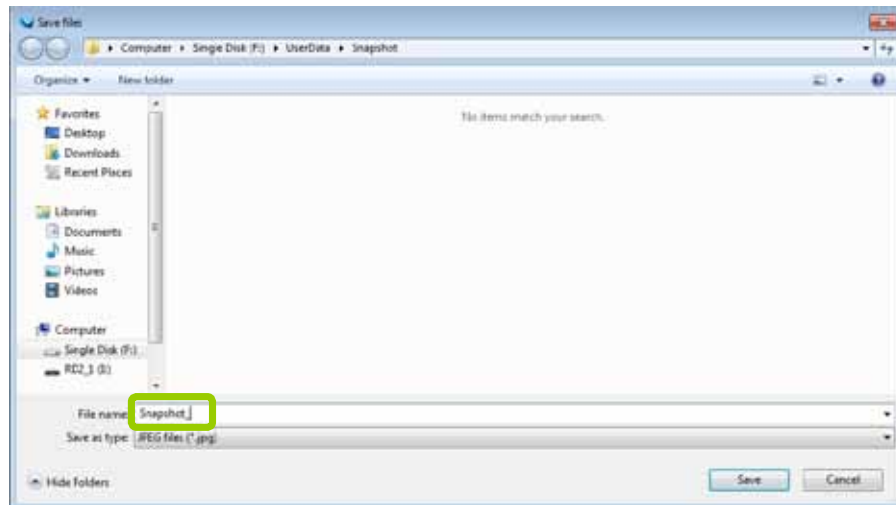 Save files
Computer ▸ Single Disk (F:) ▸ UserData ▸ Snapshot
Organize New folder
No items match your search.
Favorites
Desktop
Downloads
Recent Places
Libraries
Documents
Music
Pictures
Videos
Computer
Single Disk (F:)
RD2_1 (I:)
File name: Snapshot_
Save as type: JPEG files (*.jpg)
Hide Folders Save Cancel